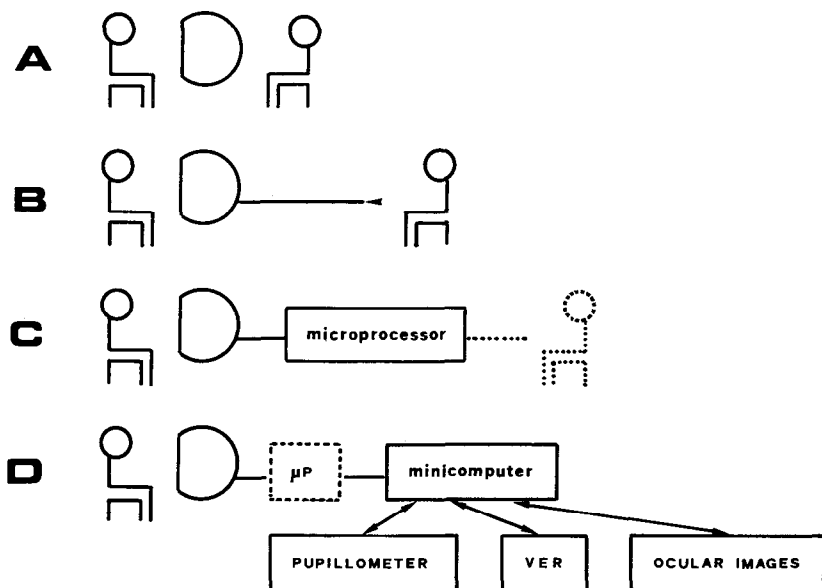 A
B
C
microprocessor
D
μP
minicomputer
PUPILLOMETER
VER
OCULAR IMAGES